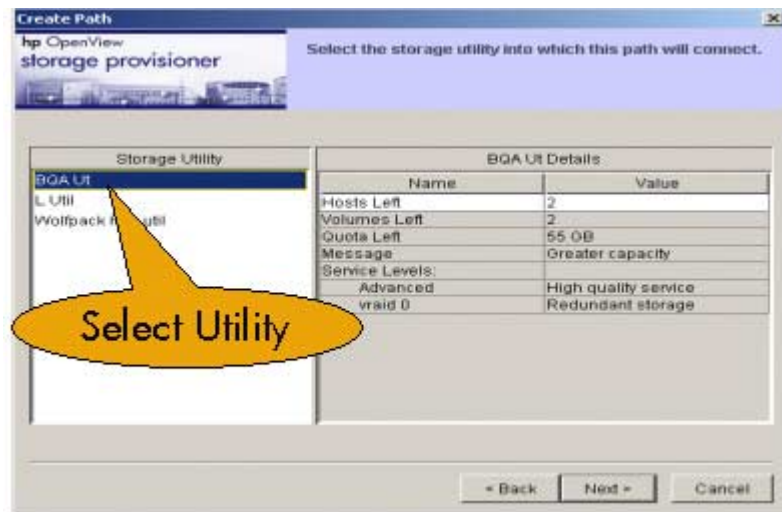 Create Path
hp OpenView
storage provisioner
Select the storage utility into which this path will connect.
Storage Utility
BQA Ut
L Util
Wolfpack util
BQA Ut Details
Name Value
Hosts Left 2
Volumes Left 2
Quota Left 55 GB
Message Greater capacity
Service Levels:
Advanced High quality service
vraid 0 Redundant storage
Select Utility
< Back Next > Cancel